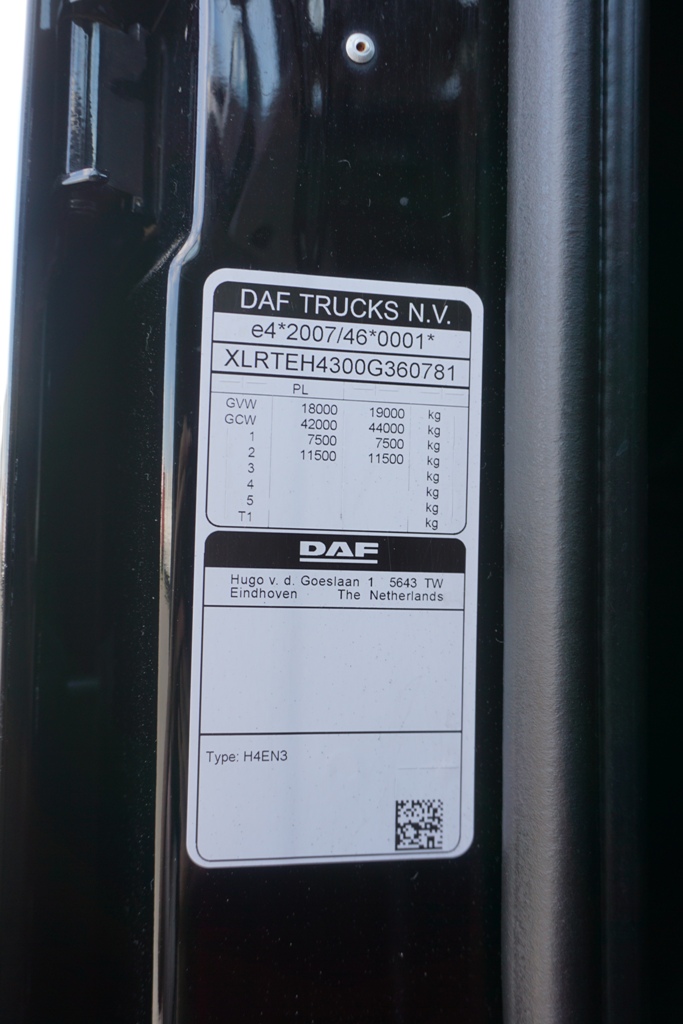 DAF TRUCKS N.V.
e4*2007/46*0001*
XLRTEH4300G360781
PL
GVW 18000 19000 kg
GCW 42000 44000 kg
1 7500 7500 kg
2 11500 11500 kg
3 kg
4 kg
5 kg
T1 kg
DAF
Hugo v. d. Goeslaan 1 5643 TW
Eindhoven The Netherlands
Type: H4EN3